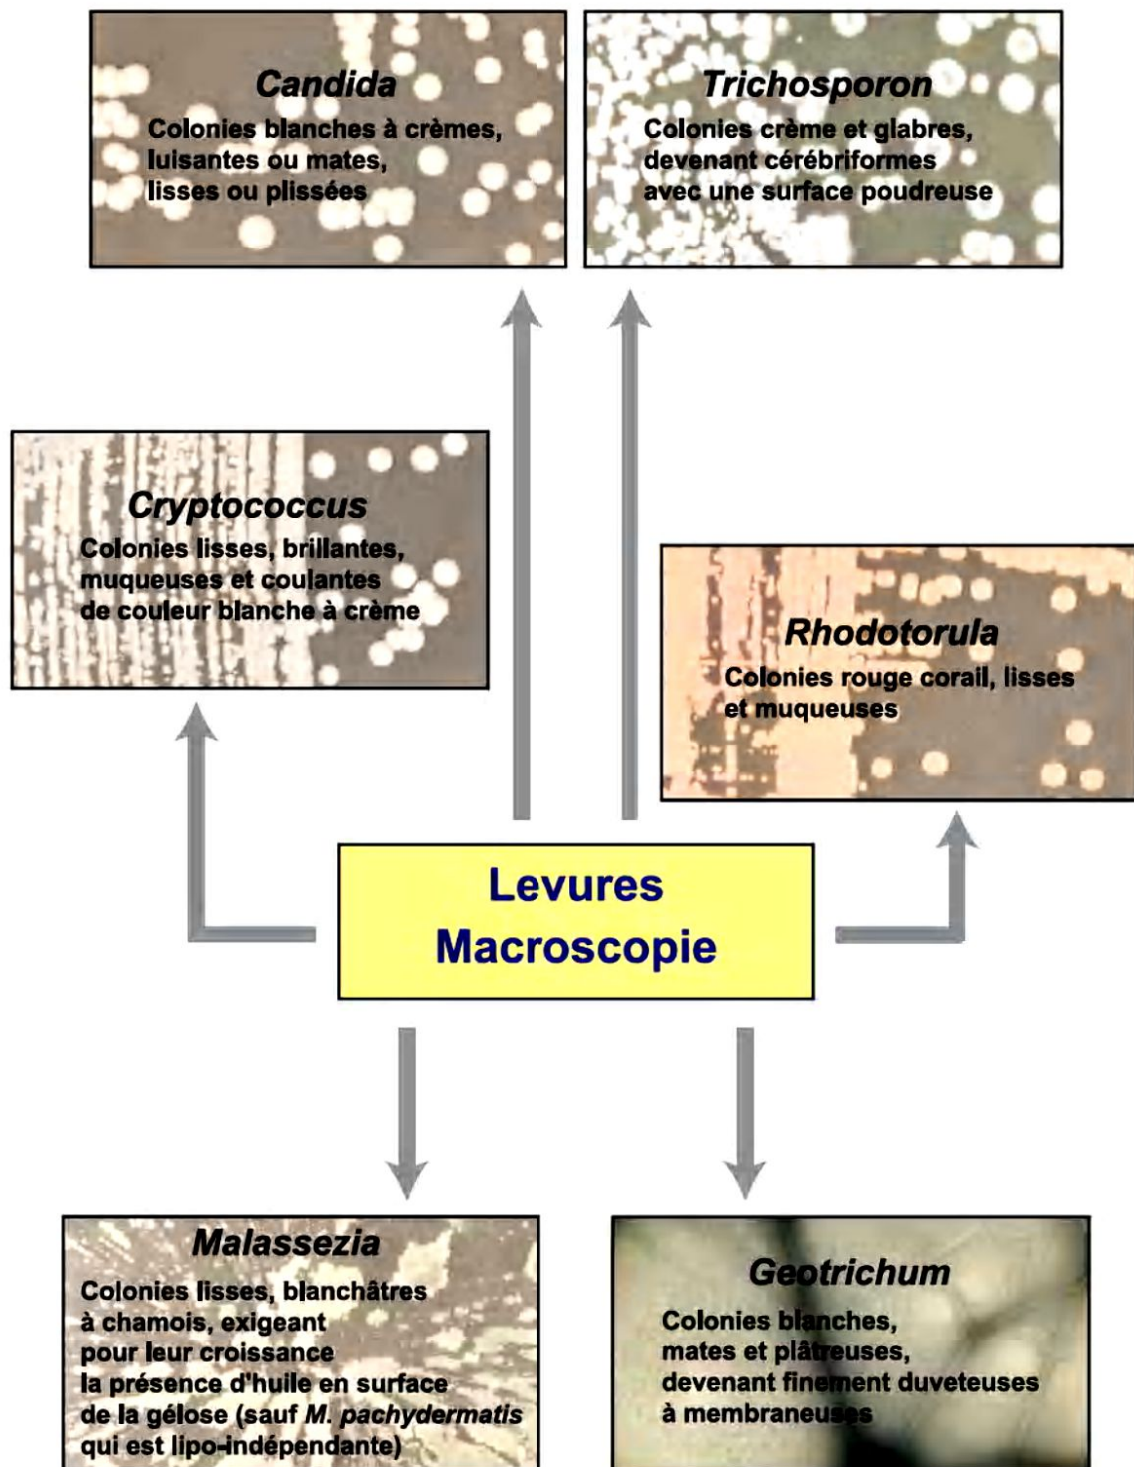 Candida
Colonies blanches à crèmes,
luisantes ou mates,
lisses ou plissées
Trichosporon
Colonies crème et glabres,
devenant cérébriformes
avec une surface poudreuse
Cryptococcus
Colonies lisses, brillantes,
muqueuses et coulantes
de couleur blanche à crème
Rhodotorula
Colonies rouge corail, lisses
et muqueuses
Levures
Macroscopie
Malassezia
Colonies lisses, blanchâtres
à chamois, exigeant
pour leur croissance
la présence d'huile en surface
de la gélose (sauf M. pachydermatis
qui est lipo-indépendante)
Geotrichum
Colonies blanches,
mates et plâtreuses,
devenant finement duveteuses
à membraneuses